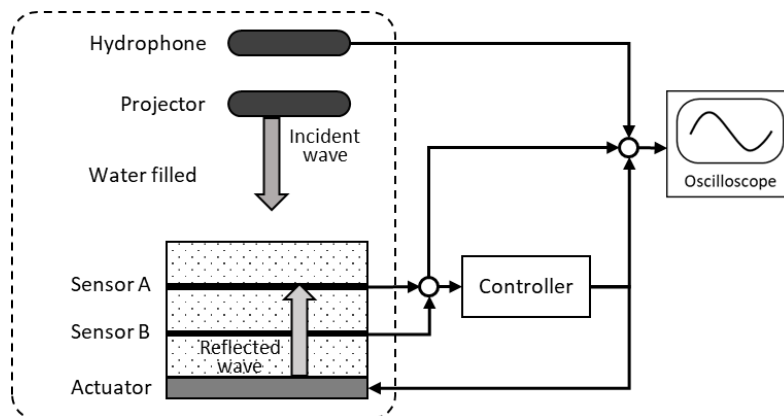 Hydrophone
Projector
Incident
wave
Water filled
Oscilloscope
Sensor A
Controller
Sensor B
Reflected
wave
Actuator